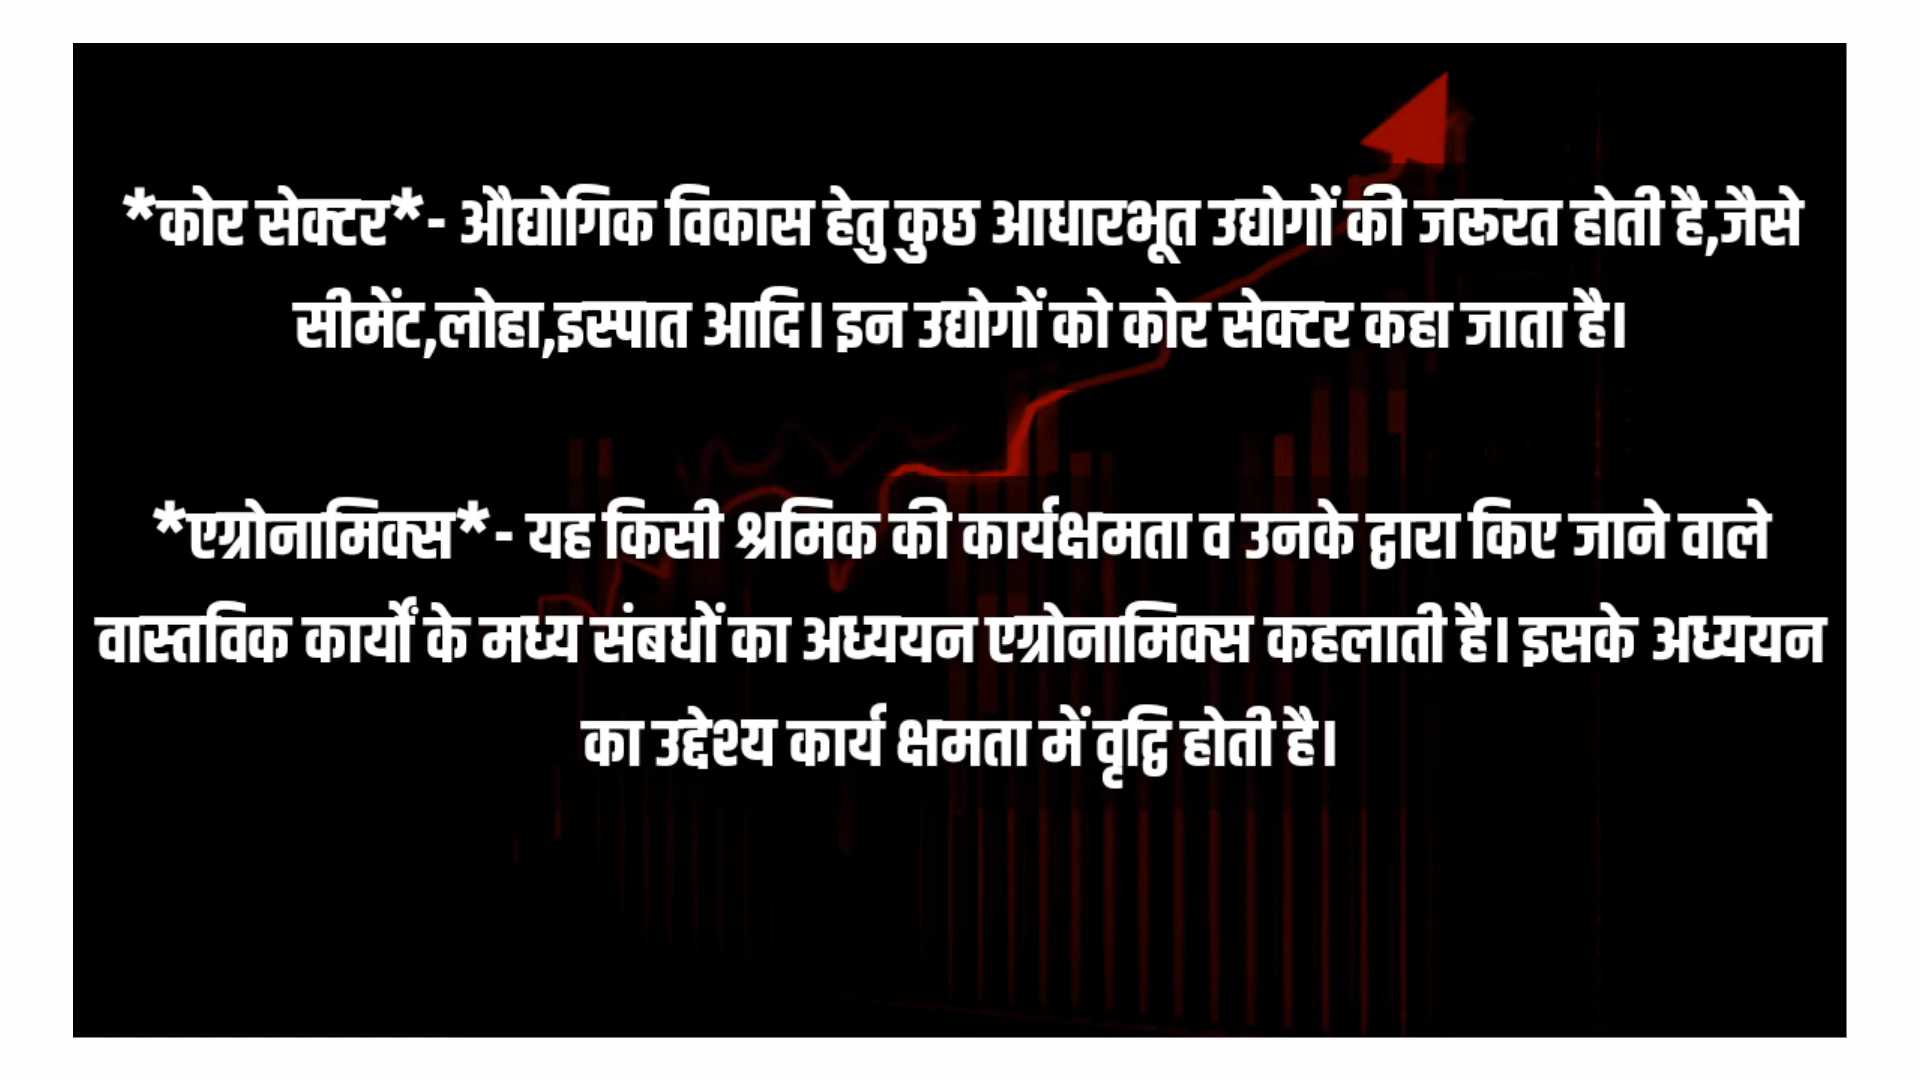 *कोर सेक्टर*- औद्योगिक विकास हेतु कुछ आधारभूत उद्योगों की जरूरत होती है,जैसे
सीमेंट,लोहा,इस्पात आदि। इन उद्योगों को कोर सेक्टर कहा जाता है।
*एग्रोनामिक्स*- यह किसी श्रमिक की कार्यक्षमता व उनके द्वारा किए जाने वाले
वास्तविक कार्यों के मध्य संबधों का अध्ययन एग्रोनामिक्स कहलाती है। इसके अध्ययन
का उद्देश्य कार्य क्षमता में वृद्वि होती है।